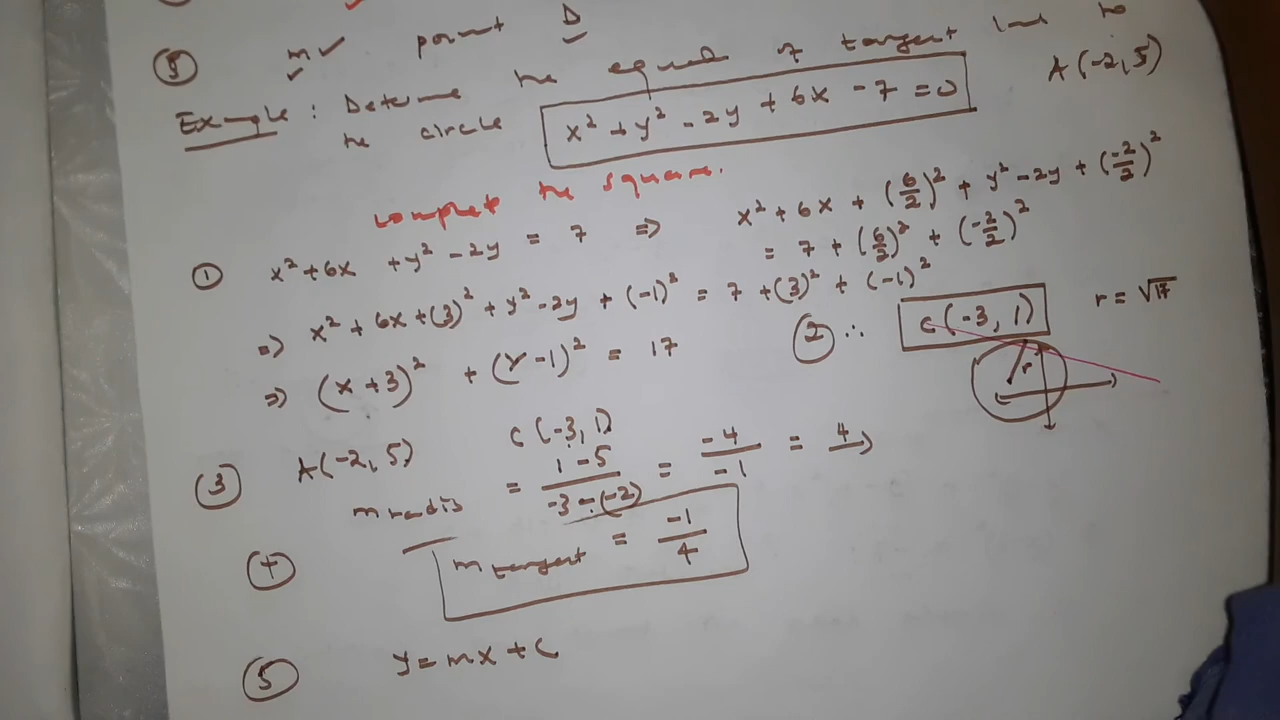 ⑤ m ✓ point D
Example : Determine the equat of tangent line to
the circle x² + y² - 2y + 6x - 7 = 0 A(-2, 5)
complete the square.
① x² + 6x + y² - 2y = 7 ⇒ x² + 6x + (6/2)² + y² - 2y + (-2/2)²
= 7 + (6/2)² + (-2/2)²
⇒ x² + 6x + (3)² + y² - 2y + (-1)² = 7 + (3)² + (-1)²
⇒ (x + 3)² + (y - 1)² = 17 ② ∴ C(-3, 1) r = √17
r
③ A(-2, 5) C(-3, 1)
m radis = 1 - 5 / -3 - (-2) = -4 / -1 = 4
④ m tangent = -1/4
⑤ y = mx + c